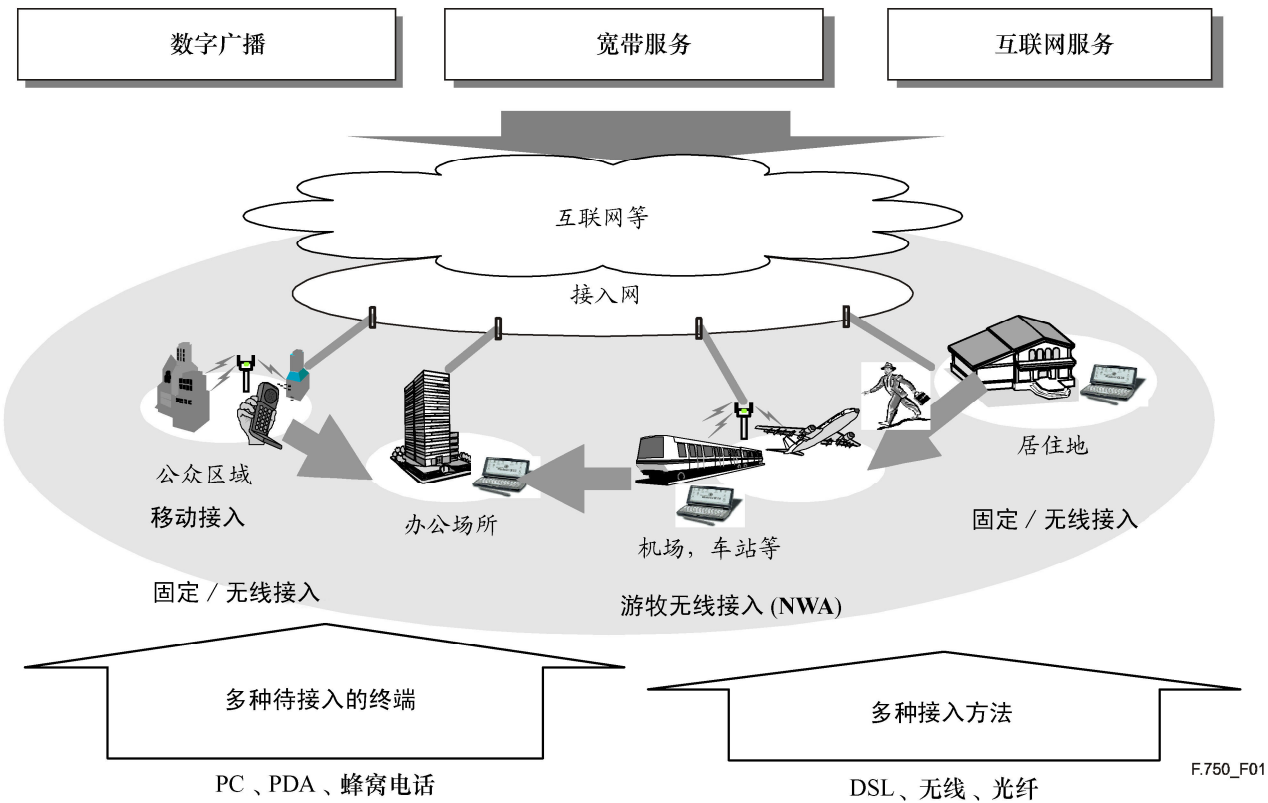 数字广播
宽带服务
互联网服务
互联网等
接入网
公众区域
移动接入
办公场所
机场，车站等
居住地
固定 / 无线接入
固定 / 无线接入
游牧无线接入 (NWA)
多种待接入的终端
多种接入方法
PC 、PDA 、蜂窝电话
DSL、无线、光纤
F.750_F01